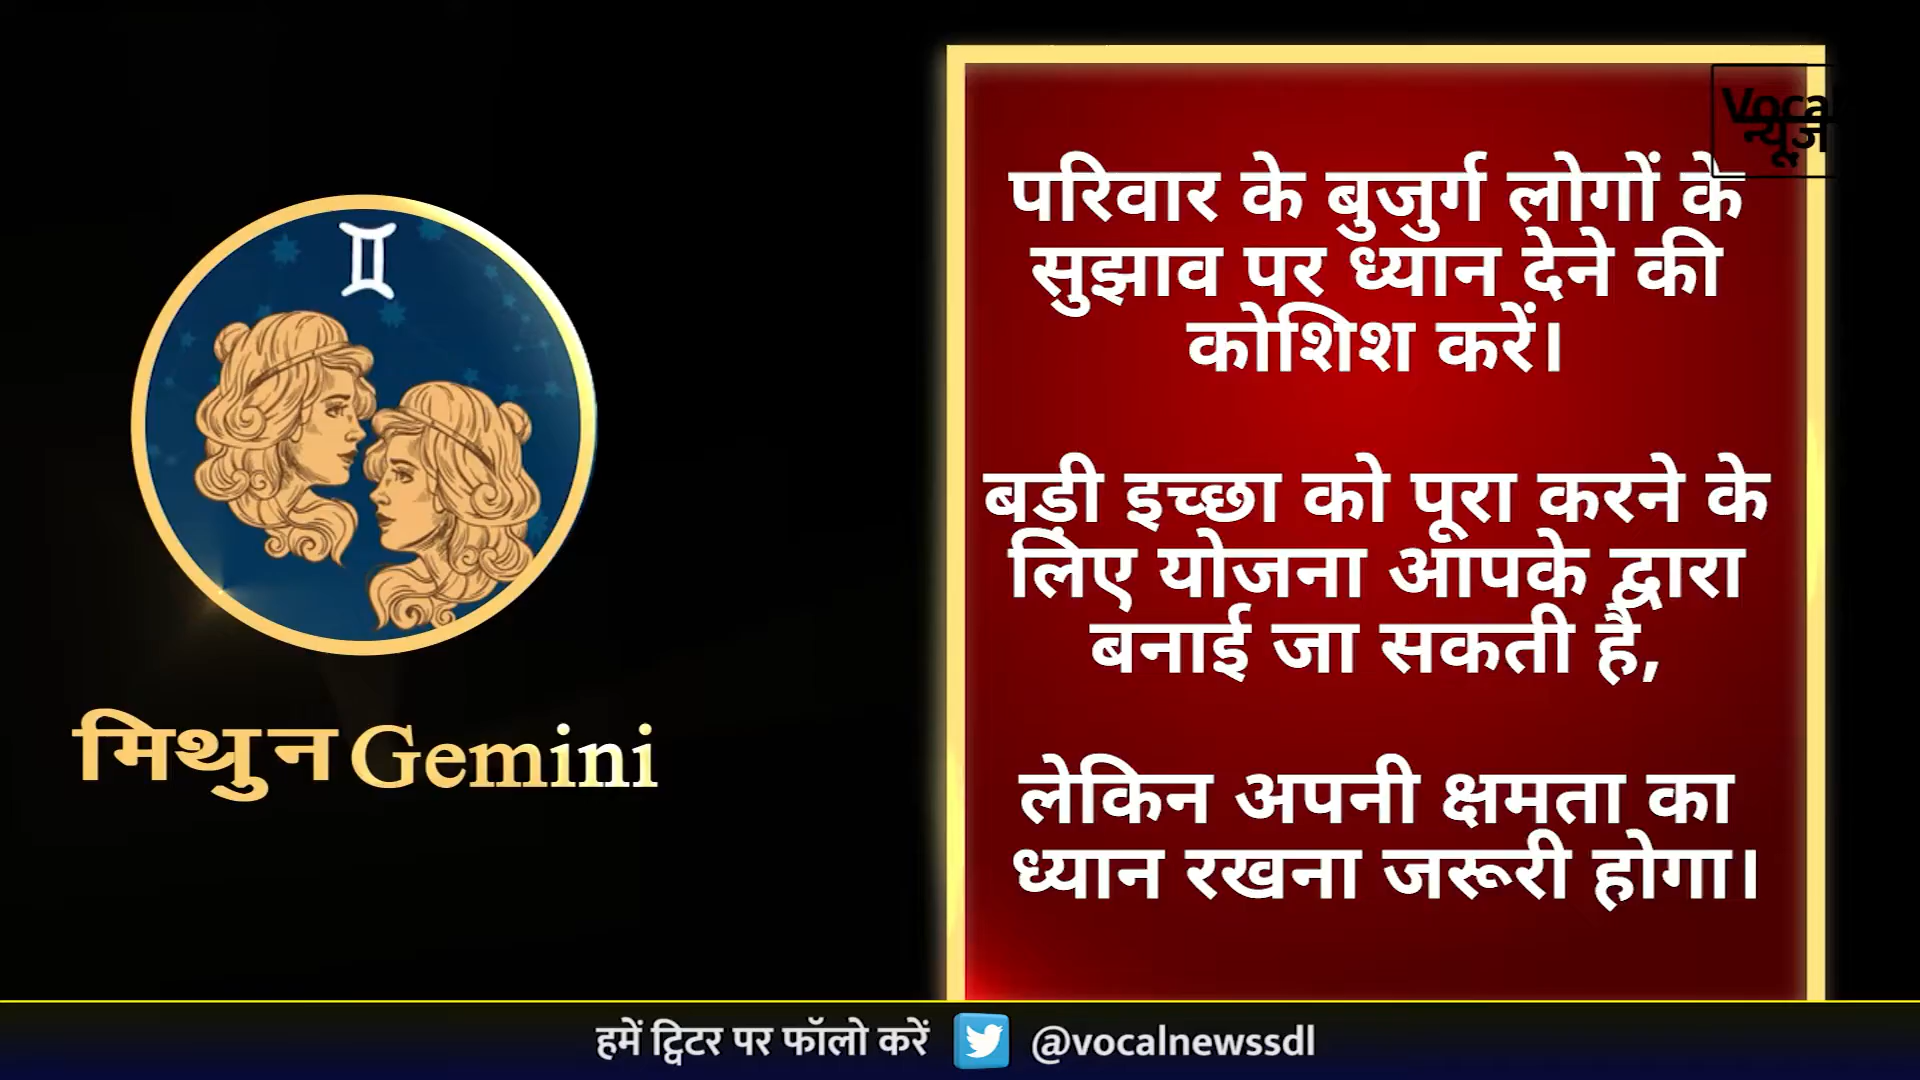 Vocal
न्यूज
परिवार के बुजुर्ग लोगों के
सुझाव पर ध्यान देने की
कोशिश करें।
बड़ी इच्छा को पूरा करने के
लिए योजना आपके द्वारा
बनाई जा सकती है,
लेकिन अपनी क्षमता का
ध्यान रखना जरूरी होगा।
मिथुन Gemini
हमें ट्विटर पर फॉलो करें @vocalnewssdl